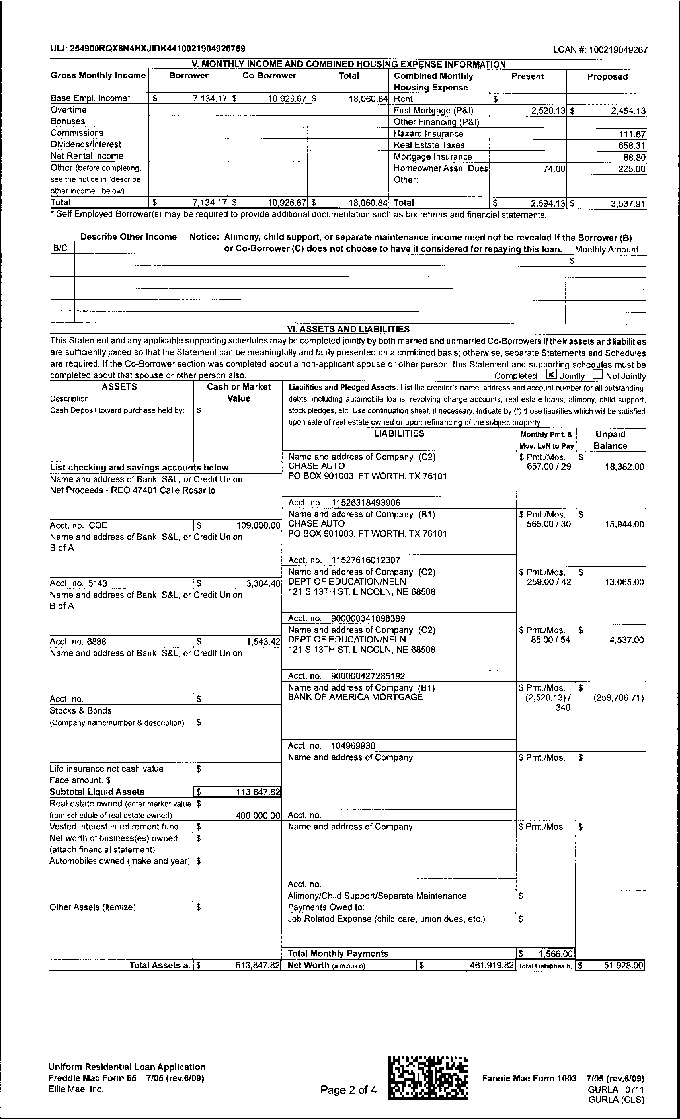 ULI: 254900RQX8N4HXJIRK4410021904926769 LOAN #: 100219049267
V. MONTHLY INCOME AND COMBINED HOUSING EXPENSE INFORMATION
Gross Monthly Income Borrower Co-Borrower Total Combined Monthly Housing Expense Present Proposed
Base Empl. Income* $ 7,134.17 $ 10,926.67 $ 18,060.84 Rent $
Overtime First Mortgage (P&I) 2,520.13 $ 2,454.13
Bonuses Other Financing (P&I)
Commissions Hazard Insurance 111.67
Dividends/Interest Real Estate Taxes 658.31
Net Rental Income Mortgage Insurance 88.80
Other (before completing, Homeowner Assn. Dues 74.00 225.00
see the notice in "describe Other:
other income," below)
Total $ 7,134.17 $ 10,926.67 $ 18,060.84 Total $ 2,594.13 $ 3,537.91
* Self Employed Borrower(s) may be required to provide additional documentation such as tax returns and financial statements.
Describe Other Income Notice: Alimony, child support, or separate maintenance income need not be revealed if the Borrower (B)
B/C or Co-Borrower (C) does not choose to have it considered for repaying this loan. Monthly Amount
$
VI. ASSETS AND LIABILITIES
This Statement and any applicable supporting schedules may be completed jointly by both married and unmarried Co-Borrowers if their assets and liabilities
are sufficiently joined so that the Statement can be meaningfully and fairly presented on a combined basis; otherwise, separate Statements and Schedules
are required. If the Co-Borrower section was completed about a non-applicant spouse or other person, this Statement and supporting schedules must be
completed about that spouse or other person also. Completed Jointly Not Jointly
ASSETS Cash or Market Value
Description
Cash Deposit toward purchase held by: $
Liabilities and Pledged Assets. List the creditor's name, address and account number for all outstanding
debts, including automobile loans, revolving charge accounts, real estate loans, alimony, child support,
stock pledges, etc. Use continuation sheet, if necessary. Indicate by (*) those liabilities which will be satisfied
upon sale of real estate owned or upon refinancing of the subject property.
LIABILITIES Monthly Pmt. & Mos. Left to Pay Unpaid Balance
List checking and savings accounts below
Name and address of Bank, S&L, or Credit Union
Net Proceeds - REO 47401 Calle Rosarito
Name and address of Company (C2) $ Pmt./Mos. $
CHASE AUTO 657.00 / 29 18,382.00
PO BOX 901003, FT WORTH, TX 76101
Acct. no. 11526318493906
Acct. no. COE $ 109,000.00
Name and address of Bank, S&L, or Credit Union
B of A
Name and address of Company (B1) $ Pmt./Mos. $
CHASE AUTO 565.00 / 30 15,944.00
PO BOX 901003, FT WORTH, TX 76101
Acct. no. 11527616012307
Acct. no. 5143 $ 3,304.40
Name and address of Bank, S&L, or Credit Union
B of A
Name and address of Company (C2) $ Pmt./Mos. $
DEPT OF EDUCATION/NELN 259.00 / 42 13,065.00
121 S 13TH ST, LINCOLN, NE 68508
Acct. no. 900000341098399
Acct. no. 8886 $ 1,543.42
Name and address of Bank, S&L, or Credit Union
Name and address of Company (C2) $ Pmt./Mos. $
DEPT OF EDUCATION/NELN 85.00 / 54 4,537.00
121 S 13TH ST, LINCOLN, NE 68508
Acct. no. 900000427285192
Acct. no. $
Stocks & Bonds
(Company name/number & description) $
Name and address of Company (B1) $ Pmt./Mos. $
BANK OF AMERICA MORTGAGE (2,520.13) / 340 (259,706.71)
Acct. no. 104969930
Name and address of Company $ Pmt./Mos. $
Life insurance net cash value $
Face amount: $
Subtotal Liquid Assets $ 113,847.82
Real estate owned (enter market value $
from schedule of real estate owned) 400,000.00 Acct. no.
Vested interest in retirement fund $ Name and address of Company $ Pmt./Mos. $
Net worth of business(es) owned $
(attach financial statement)
Automobiles owned (make and year) $
Acct. no.
Alimony/Child Support/Separate Maintenance $
Other Assets (itemize) $ Payments Owed to:
Job Related Expense (child care, union dues, etc.) $
Total Monthly Payments $ 1,566.00
Total Assets a. $ 513,847.82 Net Worth (a minus b) $ 461,919.82 Total Liabilities b. $ 51,928.00
Uniform Residential Loan Application
Freddie Mac Form 65 7/05 (rev.6/09)
Ellie Mae, Inc.
Page 2 of 4
Fannie Mae Form 1003 7/05 (rev.6/09)
GURLA 0711
GURLA (CLS)